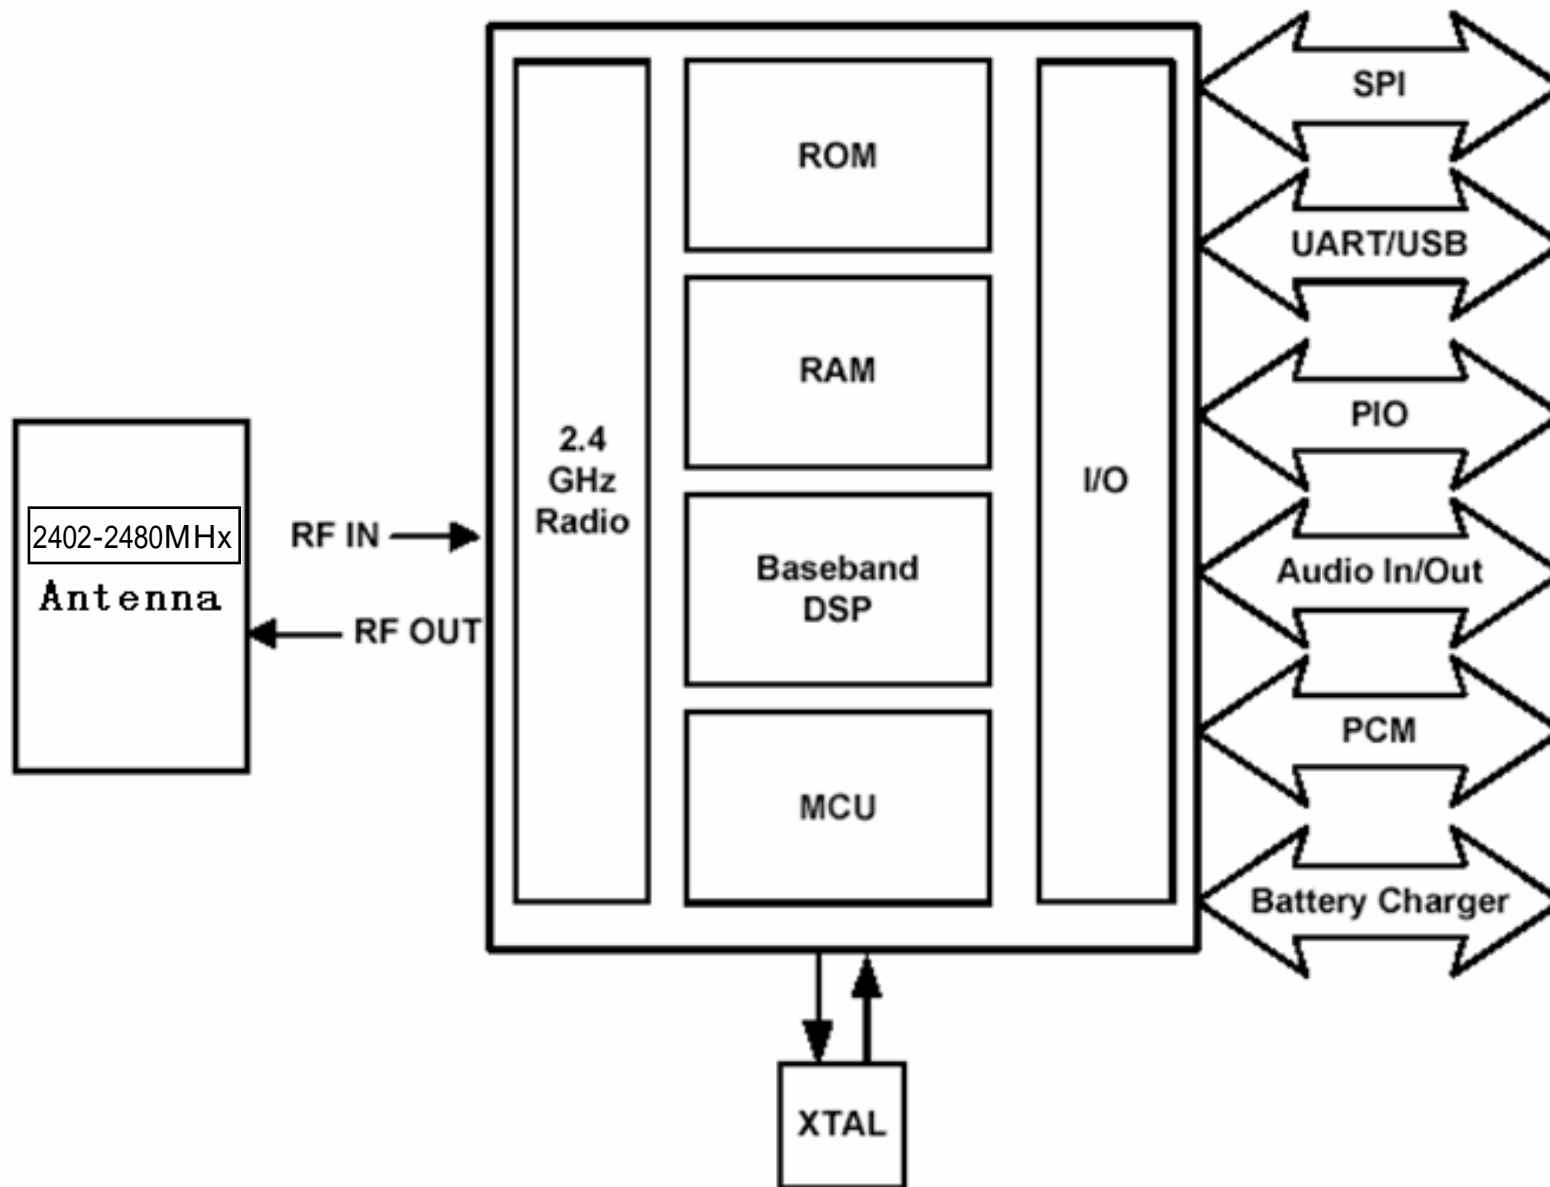 2402-2480MHx
Antenna
RF IN
RF OUT
2.4
GHz
Radio
ROM
RAM
Baseband
DSP
MCU
I/O
SPI
UART/USB
PIO
Audio In/Out
PCM
Battery Charger
XTAL